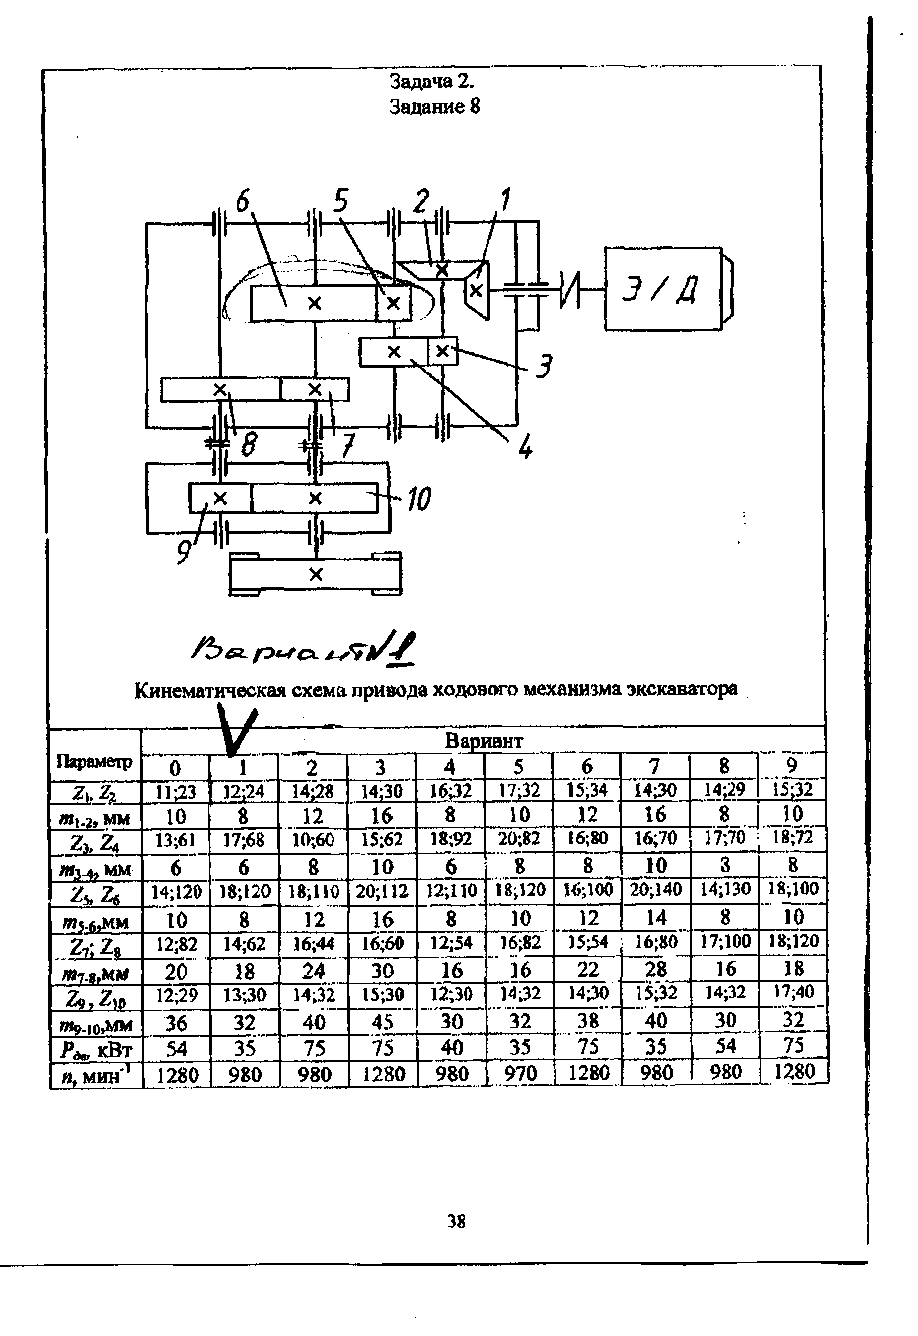 Задача 2.
Задание 8
6 5 2 1
Э/Д
3
8 7 4
10
9
Вариант №1
Кинематическая схема привода ходового механизма экскаватора
V
Параметр Вариант
0 1 2 3 4 5 6 7 8 9
Z₁, Z₂ 11;23 12;24 14;28 14;30 16;32 17,32 15,34 14;30 14;29 15;32
m₁₋₂, мм 10 8 12 16 8 10 12 16 8 10
Z₃, Z₄ 13;61 17;68 10;60 15;62 18;92 20;82 16;80 16;70 17;70 18;72
m₃₋₄, мм 6 6 8 10 6 8 8 10 3 8
Z₅, Z₆ 14;120 18;120 18;110 20;112 12;110 18;120 16;100 20;140 14;130 18;100
m₅₋₆,мм 10 8 12 16 8 10 12 14 8 10
Z₇; Z₈ 12;82 14;62 16;44 16;60 12;54 16;82 15;54 16;80 17;100 18;120
m₇₋₈,мм 20 18 24 30 16 16 22 28 16 18
Z₉, Z₁₀ 12;29 13;30 14;32 15;30 12;30 14;32 14;30 15;32 14;32 17;40
m₉₋₁₀,мм 36 32 40 45 30 32 38 40 30 32
Pдв, кВт 54 35 75 75 40 35 75 35 54 75
n, мин⁻¹ 1280 980 980 1280 980 970 1280 980 980 1280
38